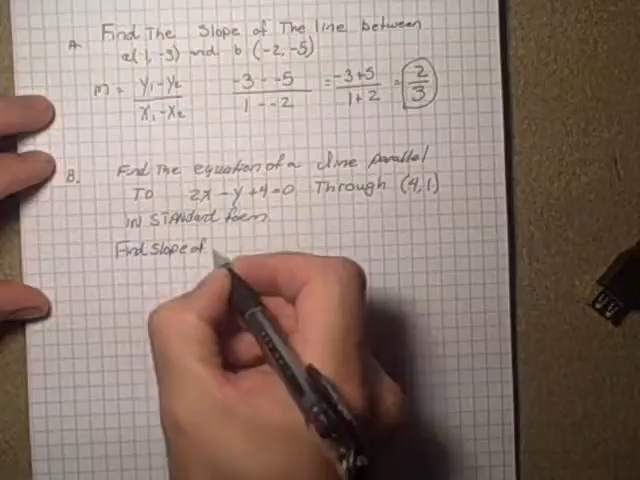 A. Find The Slope of The line between
a(1, -3) and b (-2, -5)
m = y₁-y₂ / x₁-x₂   -3 - -5 / 1 - -2 = -3+5 / 1+2 = 2/3
B. Find The equation of a line parallel
TO 2x - y + 4 = 0 Through (4, 1)
IN STANdard form.
Find Slope of